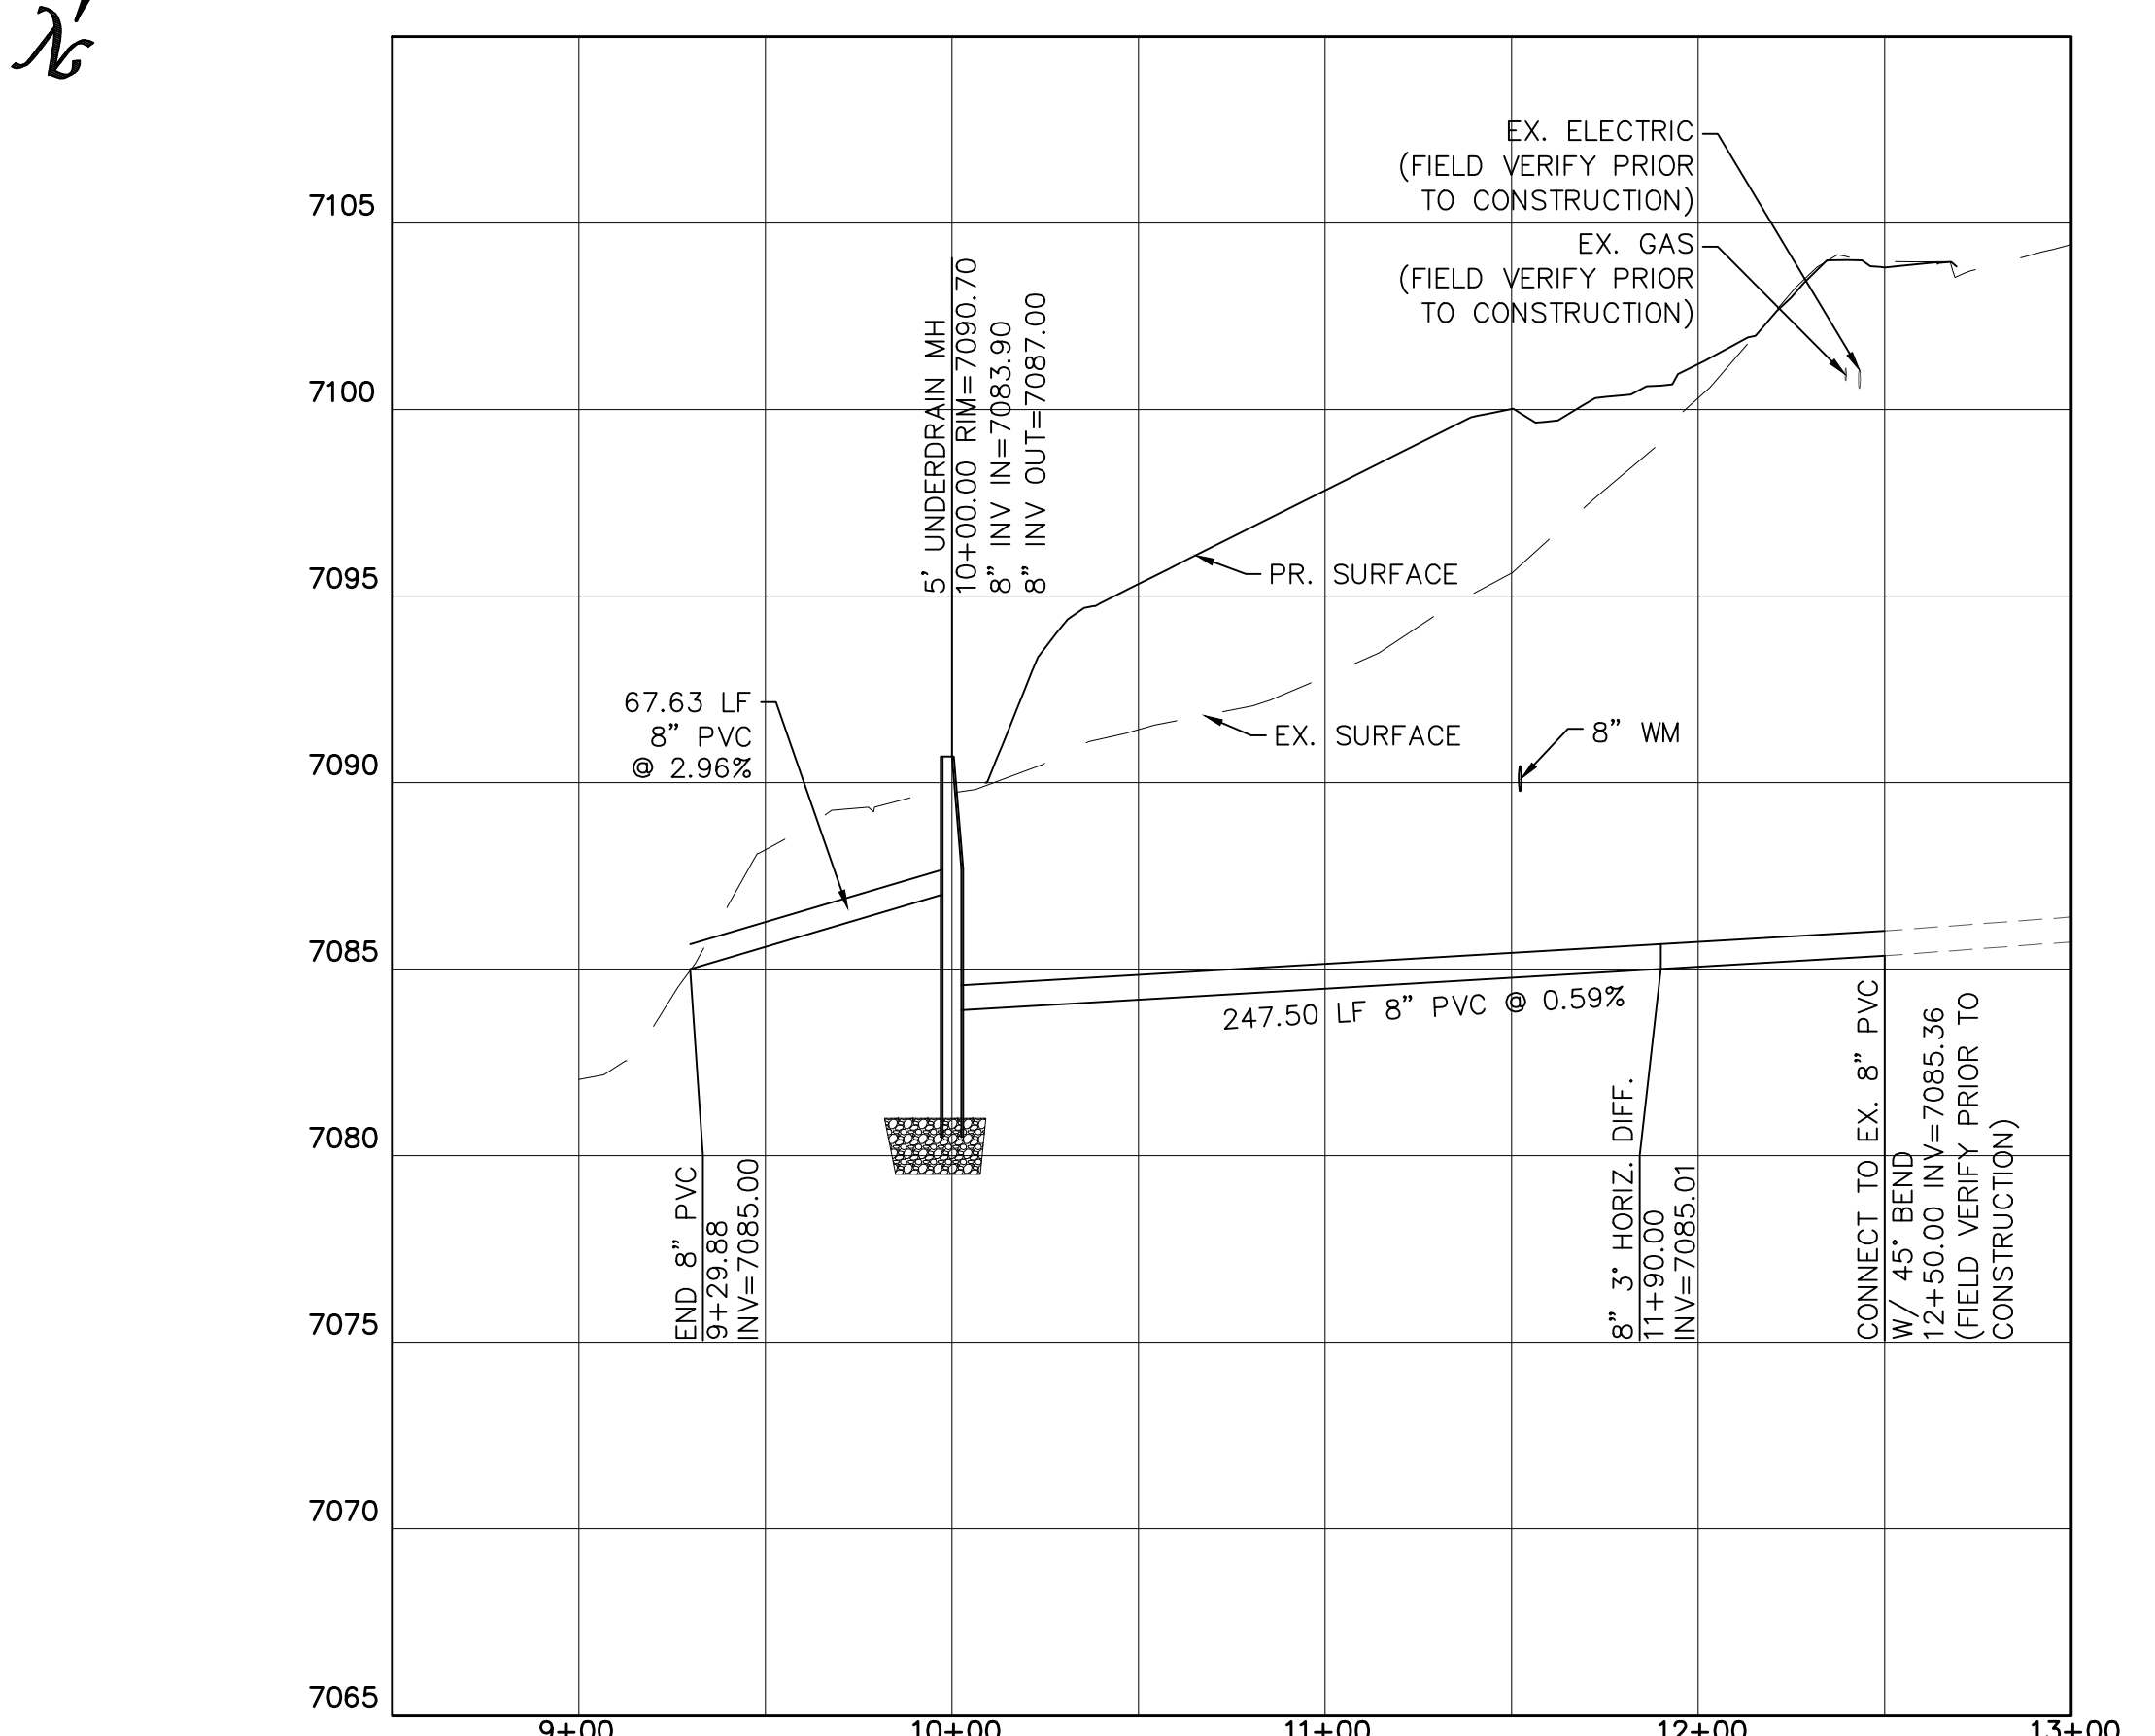 EX. ELECTRIC
(FIELD VERIFY PRIOR
TO CONSTRUCTION)
EX. GAS
(FIELD VERIFY PRIOR
TO CONSTRUCTION)
7105
7100
7095
7090
7085
7080
7075
7070
7065
5' UNDERDRAIN MH
10+00.00 RIM=7090.70
8" INV IN=7083.90
8" INV OUT=7087.00
PR. SURFACE
EX. SURFACE
67.63 LF
8" PVC
@ 2.96%
8" WM
247.50 LF 8" PVC @ 0.59%
END 8" PVC
9+29.88
INV=7085.00
8" 3° HORIZ. DIFF.
11+90.00
INV=7085.01
CONNECT TO EX. 8" PVC
W/ 45° BEND
12+50.00 INV=7085.36
(FIELD VERIFY PRIOR TO
CONSTRUCTION)
9+00
10+00
11+00
12+00
13+00